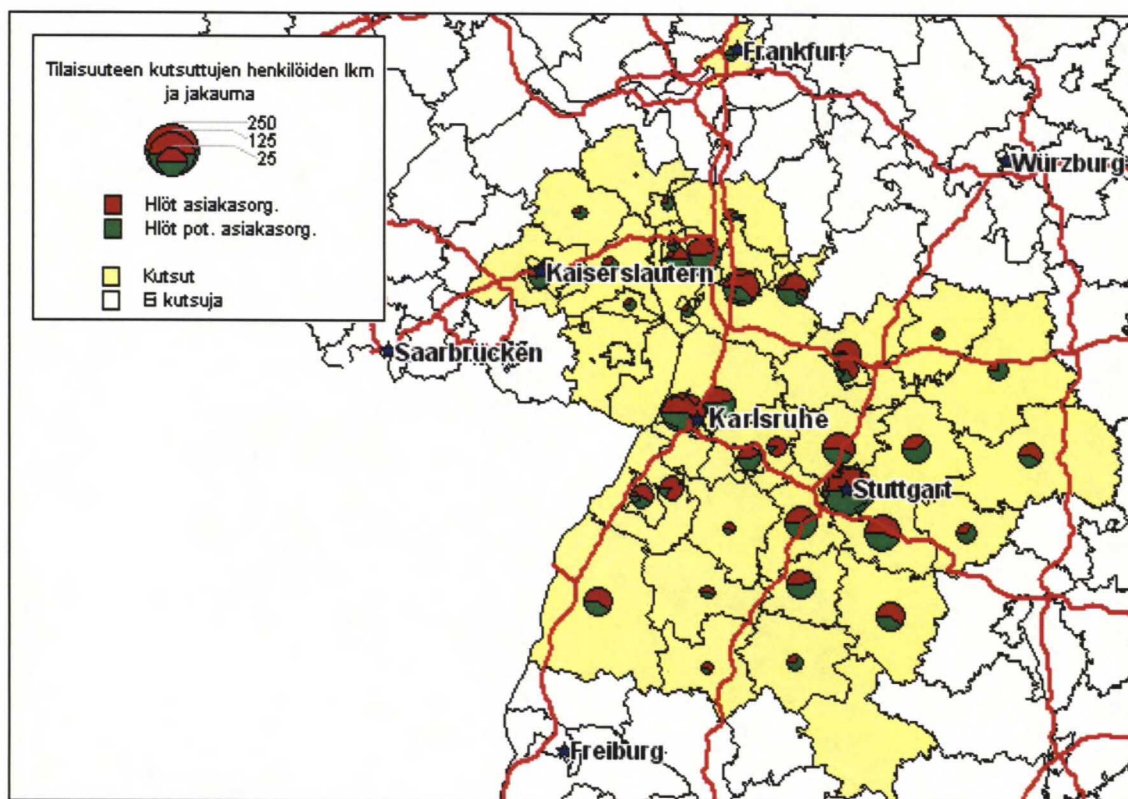 Tilaisuuteen kutsuttujen henkilöiden lkm
ja jakauma
250
125
25
Hlöt asiakasorg.
Hlöt pot. asiakasorg.
Kutsut
Ei kutsuja
Frankfurt
Würzburg
Kaiserslautern
Saarbrücken
Karlsruhe
Stuttgart
Freiburg